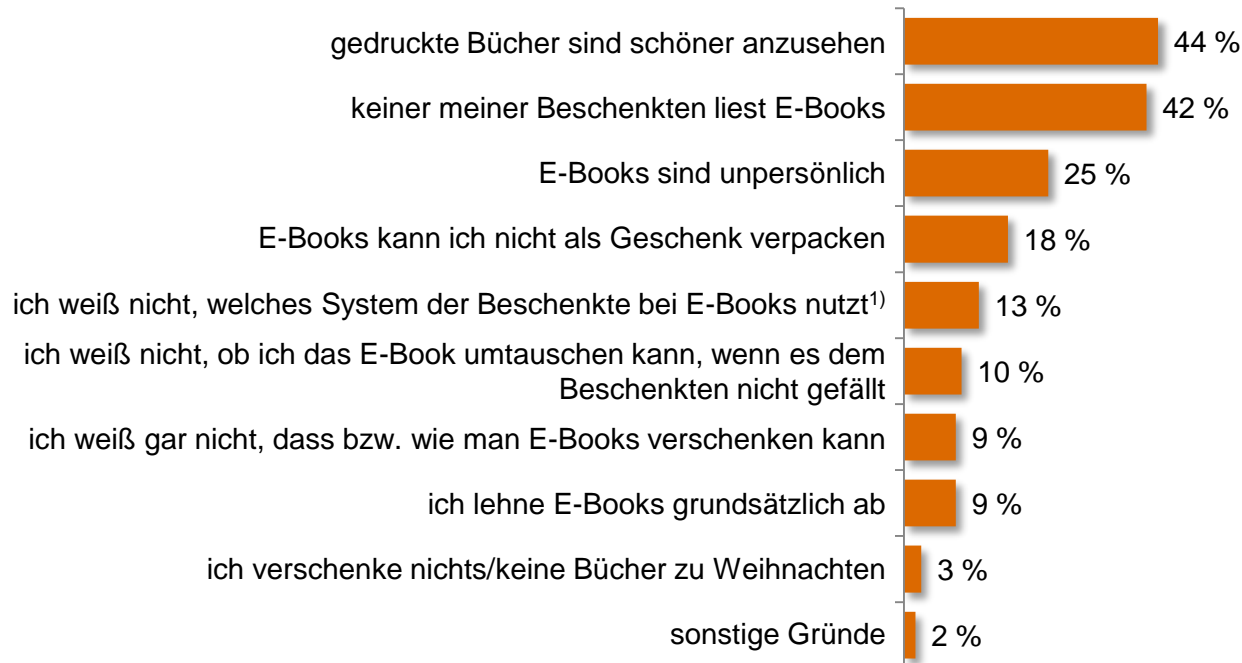 gedruckte Bücher sind schöner anzusehen 44 %
keiner meiner Beschenkten liest E-Books 42 %
E-Books sind unpersönlich 25 %
E-Books kann ich nicht als Geschenk verpacken 18 %
ich weiß nicht, welches System der Beschenkte bei E-Books nutzt¹⁾ 13 %
ich weiß nicht, ob ich das E-Book umtauschen kann, wenn es dem
Beschenkten nicht gefällt 10 %
ich weiß gar nicht, dass bzw. wie man E-Books verschenken kann 9 %
ich lehne E-Books grundsätzlich ab 9 %
ich verschenke nichts/keine Bücher zu Weihnachten 3 %
sonstige Gründe 2 %